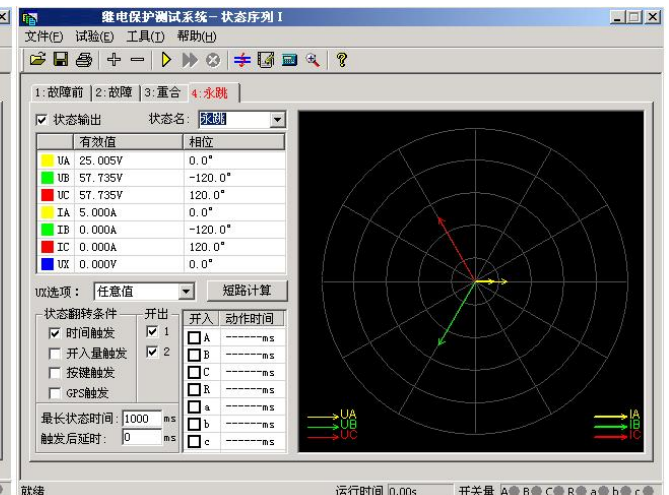 继电保护测试系统-状态序列 I
文件(F) 试验(E) 工具(T) 帮助(H)
1:故障前 2:故障 3:重合 4:永跳
状态输出 状态名: 永跳
有效值 相位
UA 25.005V 0.0°
UB 57.735V -120.0°
UC 57.735V 120.0°
IA 5.000A 0.0°
IB 0.000A -120.0°
IC 0.000A 120.0°
UX 0.000V 0.0°
UX选项: 任意值 短路计算
状态翻转条件 开出 开入 动作时间
时间触发 1 A ------ms
开入量触发 2 B ------ms
按键触发 C ------ms
GPS触发 R ------ms
a ------ms
最长状态时间: 1000 ms b ------ms
触发后延时: 0 ms c ------ms
UA IA
UB IB
UC IC
就绪 运行时间 0.00s 开关量 A B C R a b c